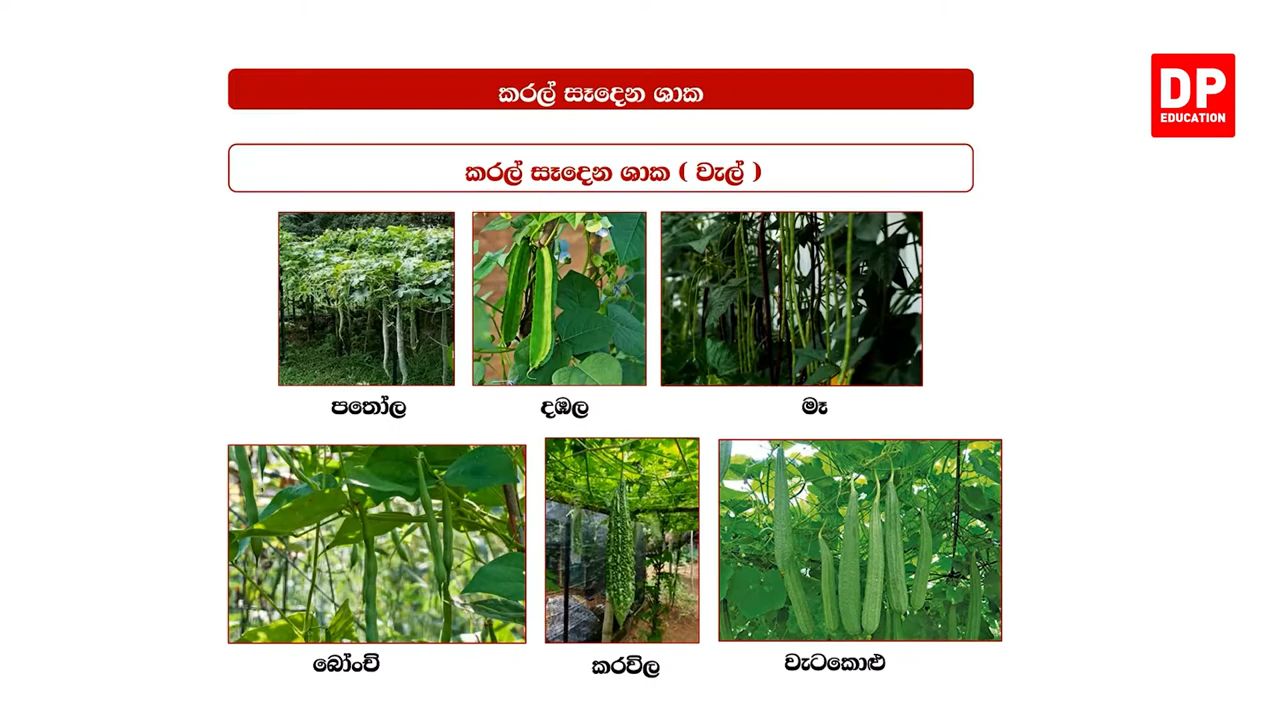 DP
EDUCATION
කරල් සෑදෙන ශාක
කරල් සෑදෙන ශාක ( වැල් )
පතෝල
දඹල
මෑ
බෝංචි
කරවිල
වැටකොළු